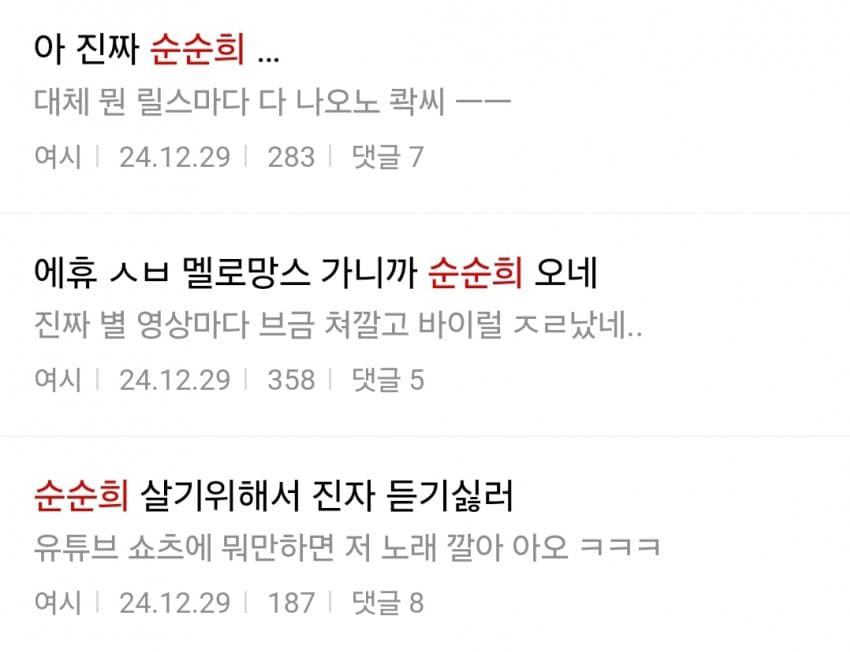 아 진짜 순순희 ...
대체 뭔 릴스마다 다 나오노 콱씨 ㅡㅡ
여시 | 24.12.29 | 283 | 댓글 7
에휴 ㅅㅂ 멜로망스 가니까 순순희 오네
진짜 별 영상마다 브금 쳐깔고 바이럴 ㅈㄹ났네..
여시 | 24.12.29 | 358 | 댓글 5
순순희 살기위해서 진자 듣기싫러
유튜브 쇼츠에 뭐만하면 저 노래 깔아 아오 ㅋㅋㅋ
여시 | 24.12.29 | 187 | 댓글 8